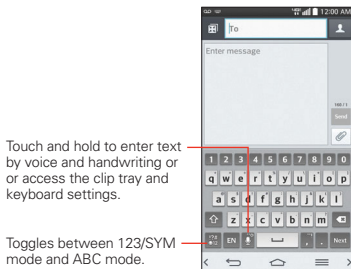 12:00 AM
To
Enter message
160 / 1
Send
Touch and hold to enter text
by voice and handwriting or
or access the clip tray and
keyboard settings.
1 2 3 4 5 6 7 8 9 0
q w e r t y u i o p
a s d f g h j k l
z x c v b n m
EN , . Next
Toggles between 123/SYM
mode and ABC mode.